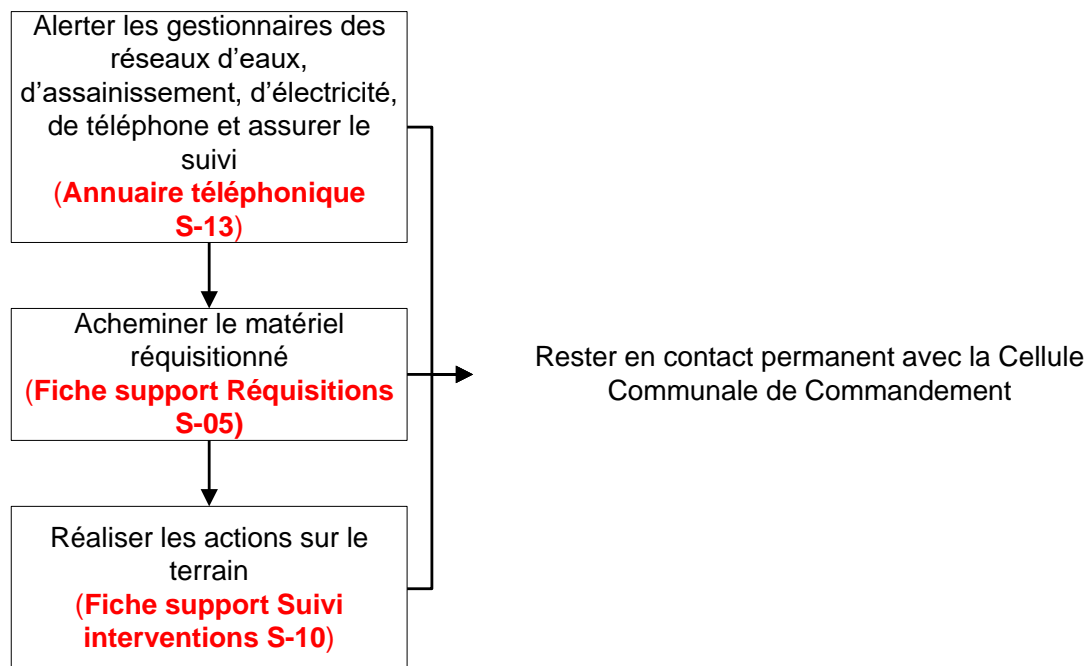 Alerter les gestionnaires des
réseaux d’eaux,
d’assainissement, d’électricité,
de téléphone et assurer le
suivi
(Annuaire téléphonique
S-13)
Acheminer le matériel
réquisitionné
(Fiche support Réquisitions
S-05)
Rester en contact permanent avec la Cellule
Communale de Commandement
Réaliser les actions sur le
terrain
(Fiche support Suivi
interventions S-10)